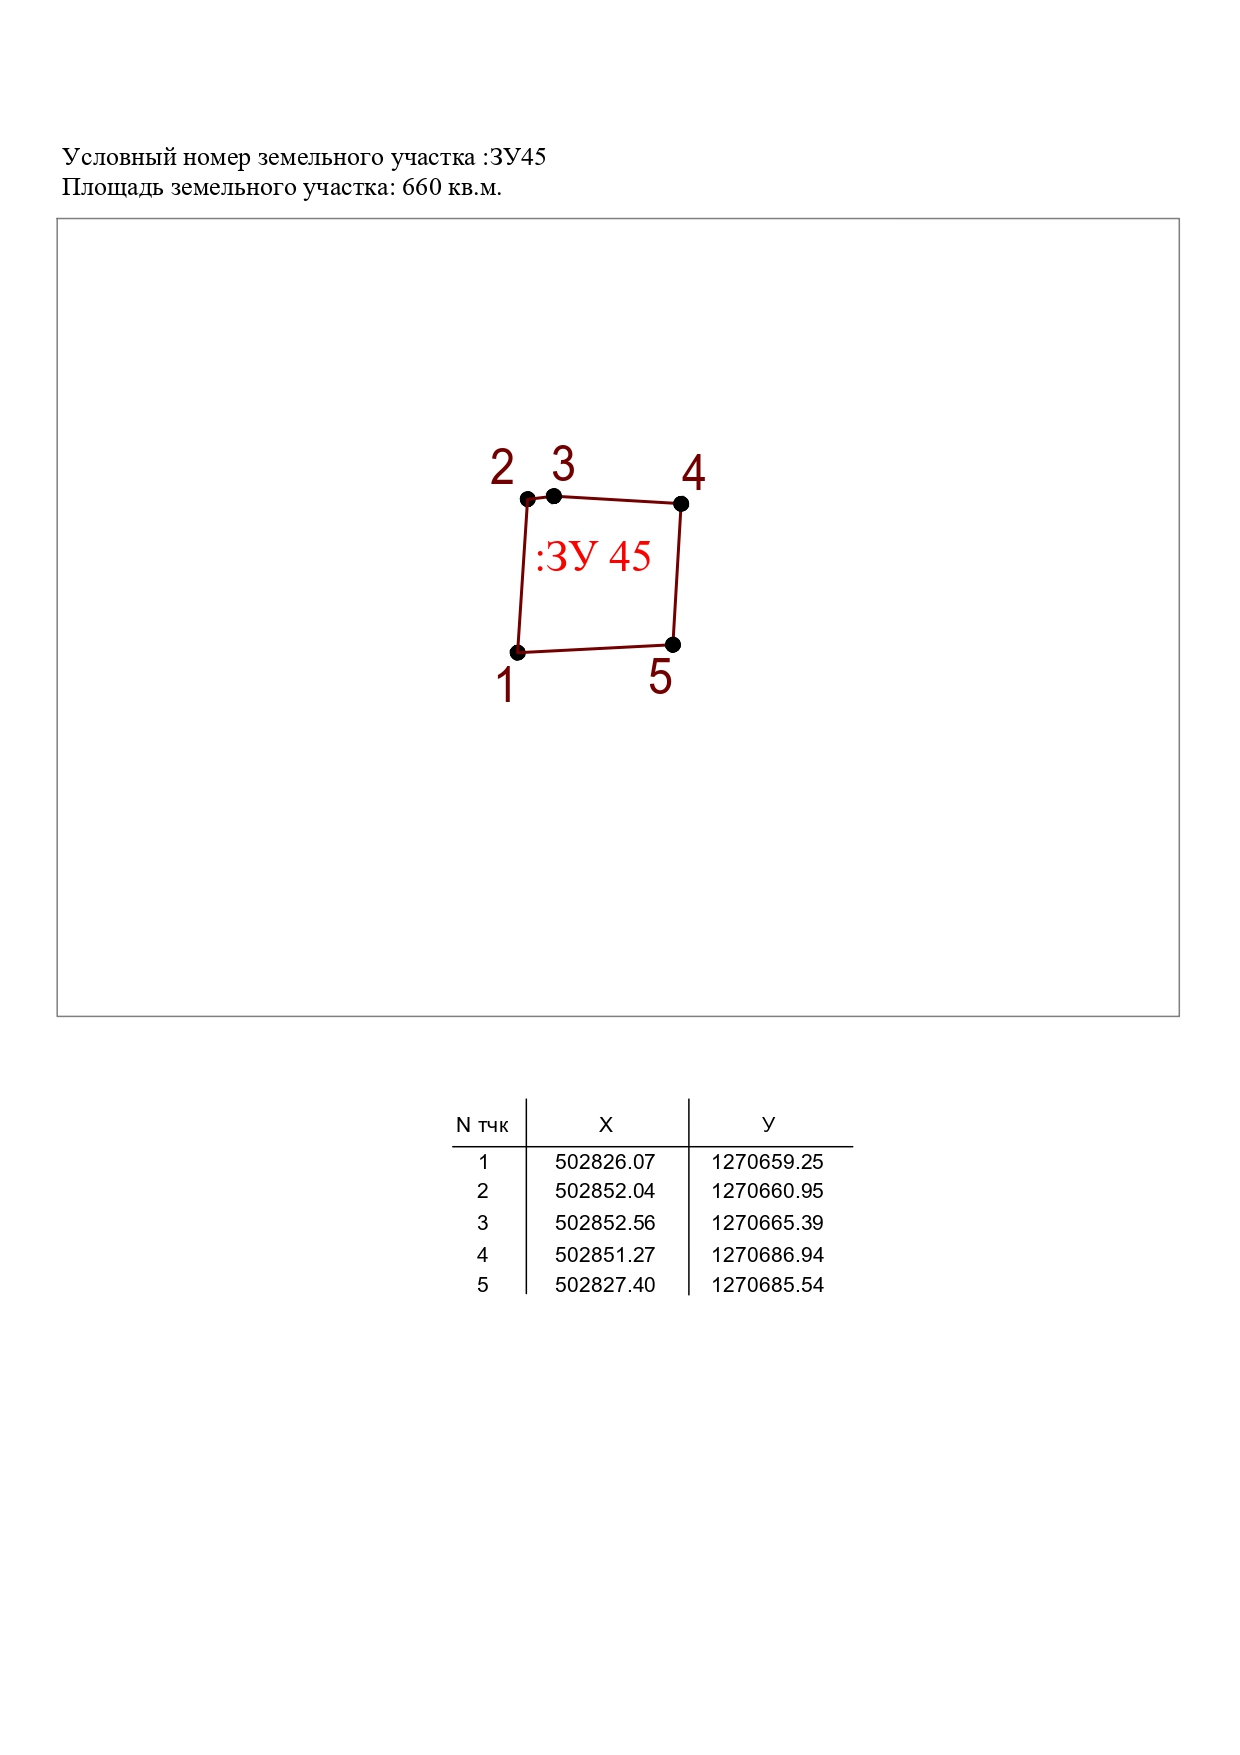 Условный номер земельного участка :ЗУ45
Площадь земельного участка: 660 кв.м.
2 3 4
:ЗУ 45
1 5
N тчк X У
1 502826.07 1270659.25
2 502852.04 1270660.95
3 502852.56 1270665.39
4 502851.27 1270686.94
5 502827.40 1270685.54